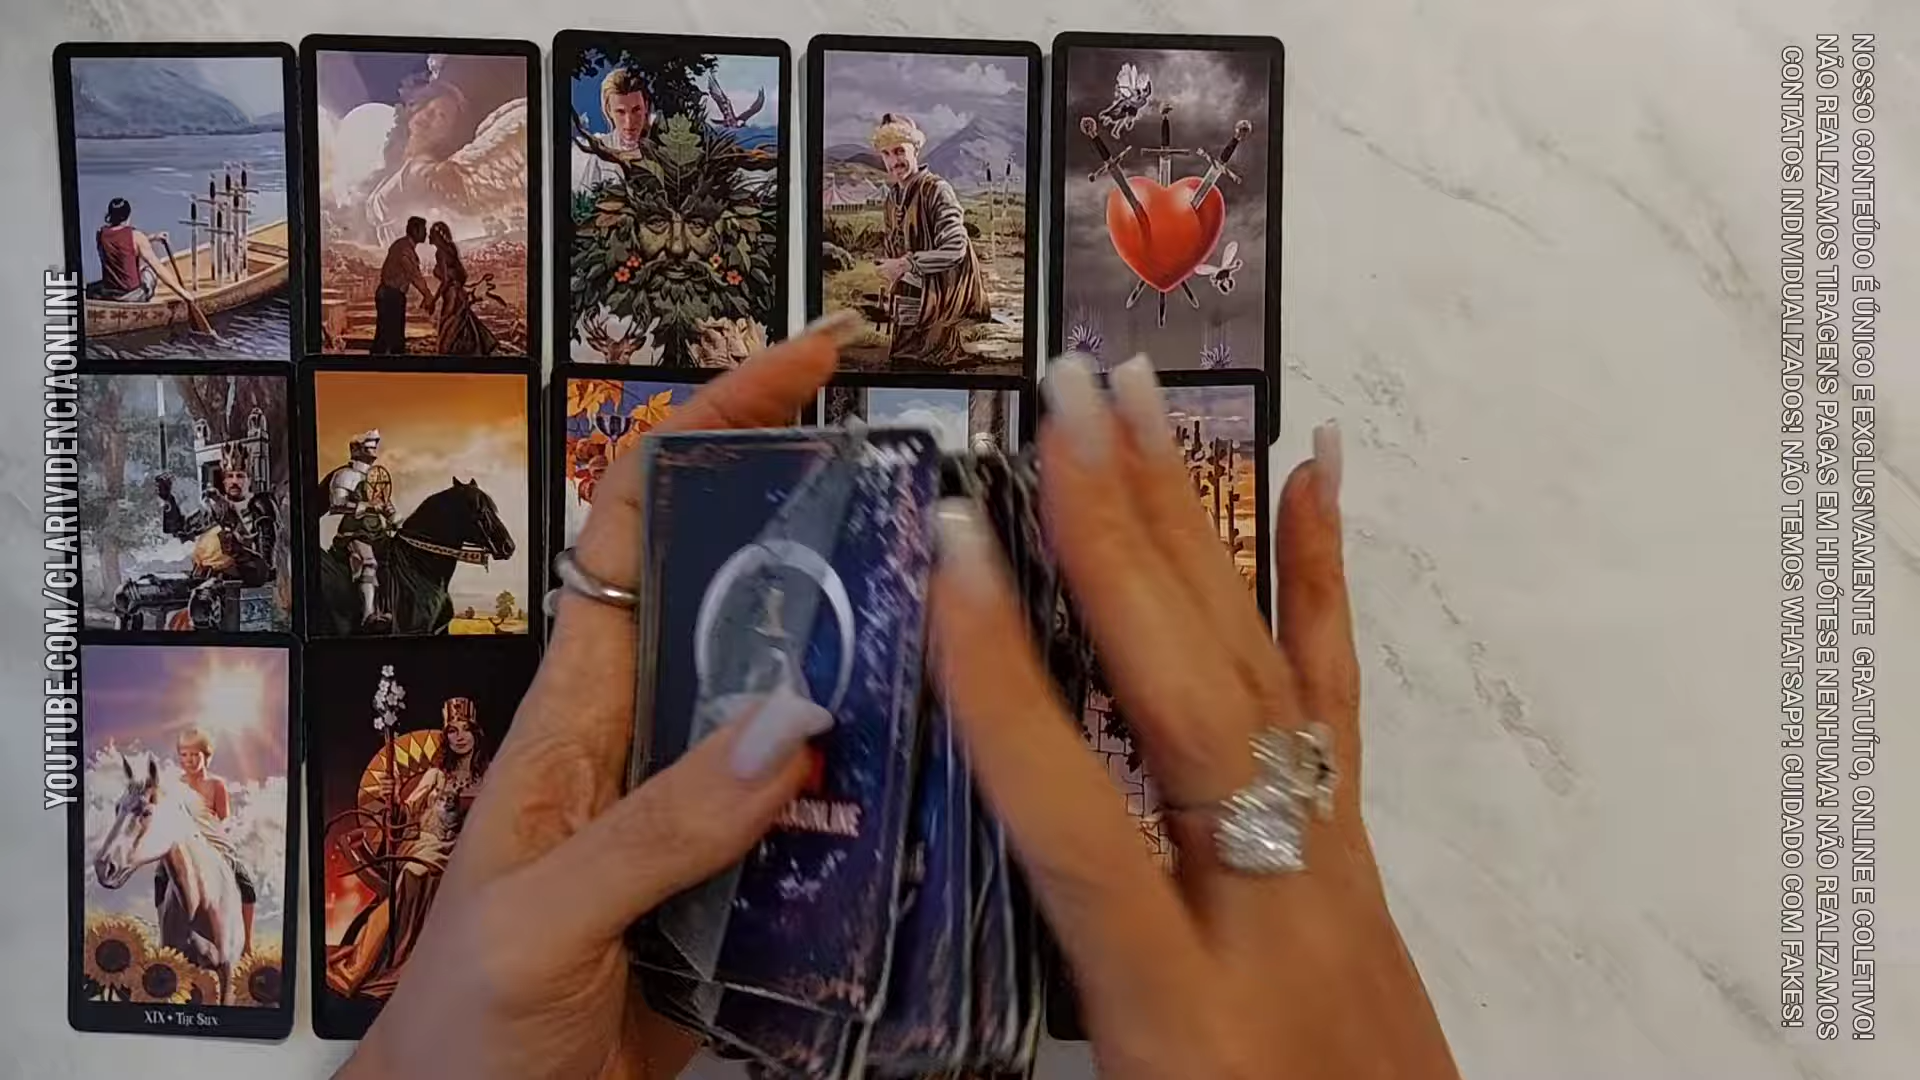 YOUTUBE.COM/CLARIVIDENCIAONLINE
NOSSO CONTEÚDO É ÚNICO E EXCLUSIVAMENTE GRATUÍTO, ONLINE E COLETIVO!
NÃO REALIZAMOS TIRAGENS PAGAS EM HIPÓTESE NENHUMA! NÃO REALIZAMOS
CONTATOS INDIVIDUALIZADOS! NÃO TEMOS WHATSAPP! CUIDADO COM FAKES!
XIX • The Sun